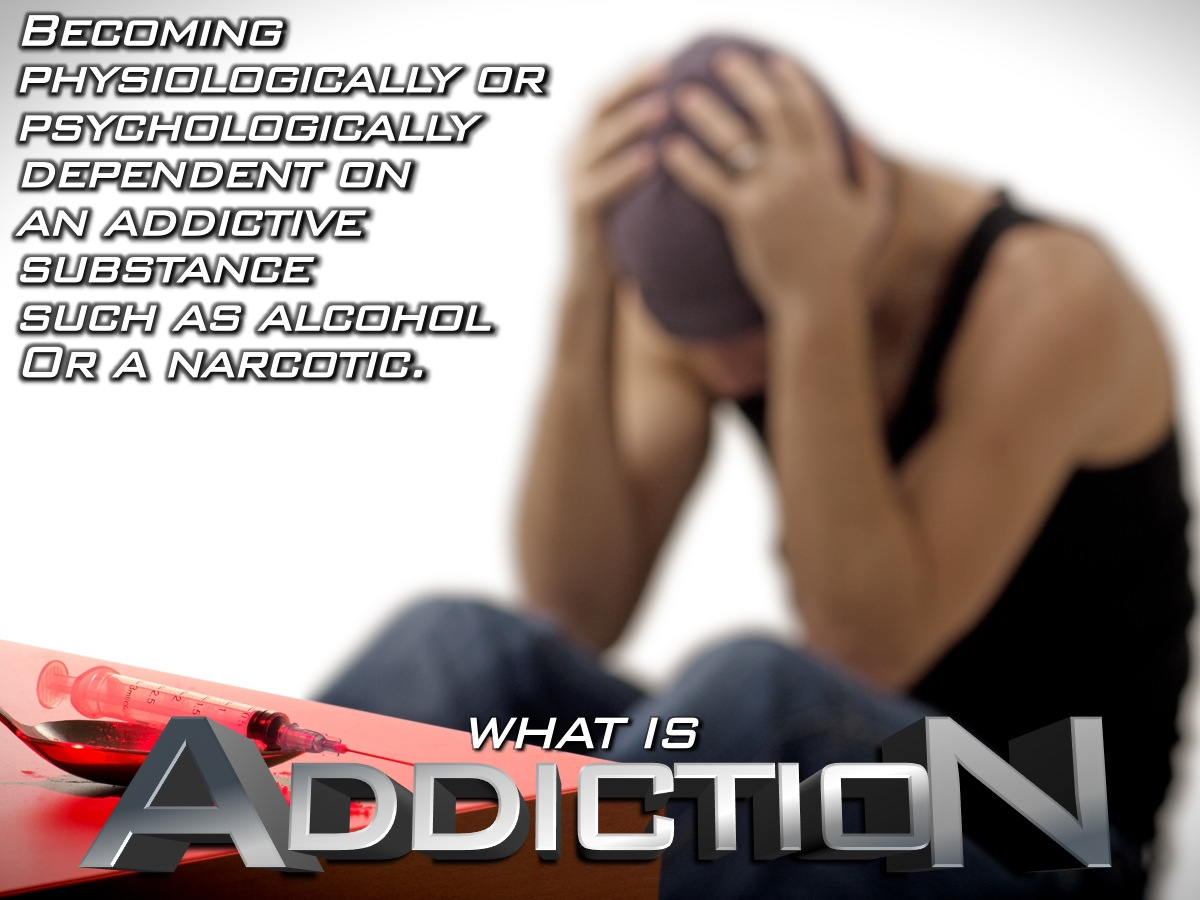 Becoming
physiologically or
psychologically
dependent on
an addictive
substance
such as alcohol
Or a narcotic.
what is
Addiction